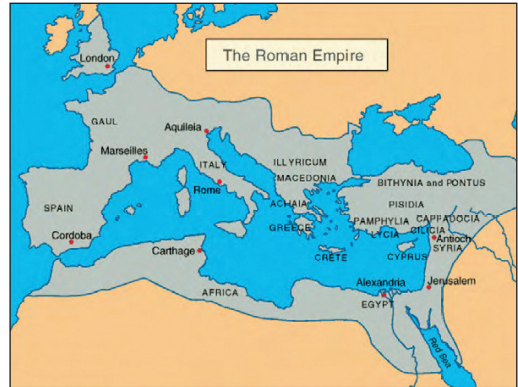 The Roman Empire
London
GAUL
Aquileia
Marseilles
ITALY
ILLYRICUM
MACEDONIA
Rome
BITHYNIA and PONTUS
SPAIN
ACHAIA
PISIDIA
GREECE
PAMPHYLIA
CAPPADOCIA
LYCIA
CILICIA
Antioch
Cordoba
Carthage
CYPRUS
SYRIA
CRETE
Alexandria
Jerusalem
AFRICA
EGYPT
Red Sea